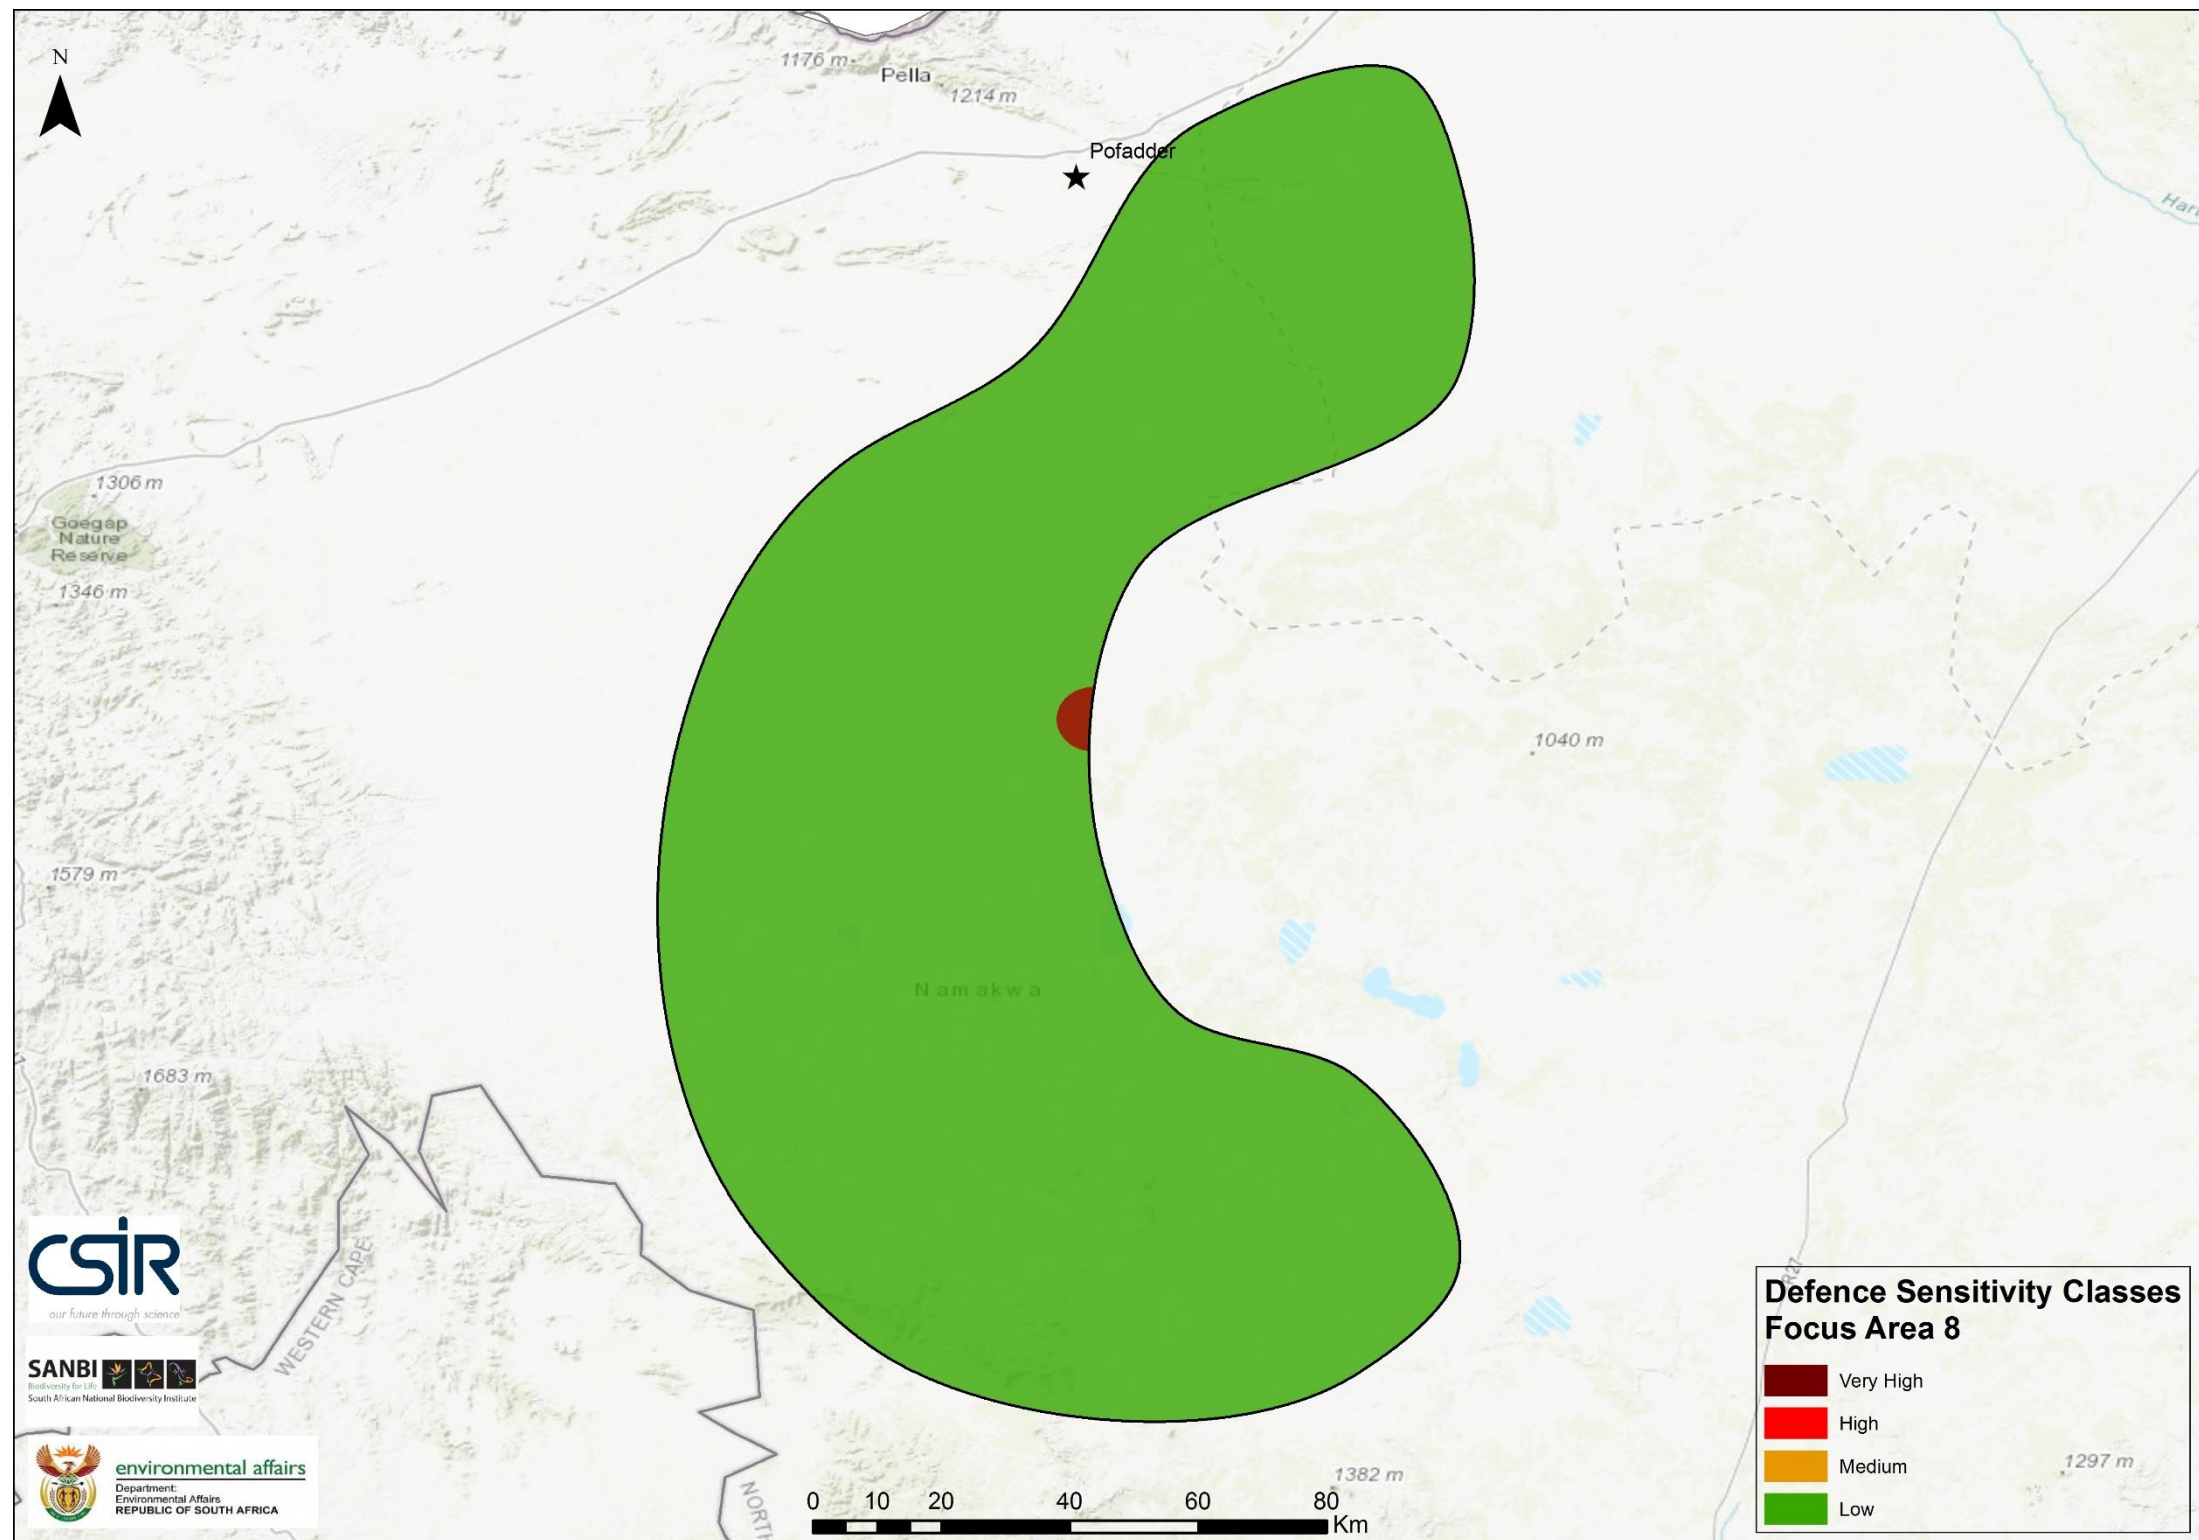 N
1176 m
Pella
1214 m
Pofadder
1306 m
Goegap
Nature
Reserve
1346 m
1040 m
1579 m
Namakwa
1683 m
WESTERN CAPE
R27
CSIR
our future through science
SANBI
Biodiversity for Life
South African National Biodiversity Institute
environmental affairs
Department:
Environmental Affairs
REPUBLIC OF SOUTH AFRICA
NORTH
1382 m
1297 m
0 10 20 40 60 80
Km
Defence Sensitivity Classes
Focus Area 8
Very High
High
Medium
Low